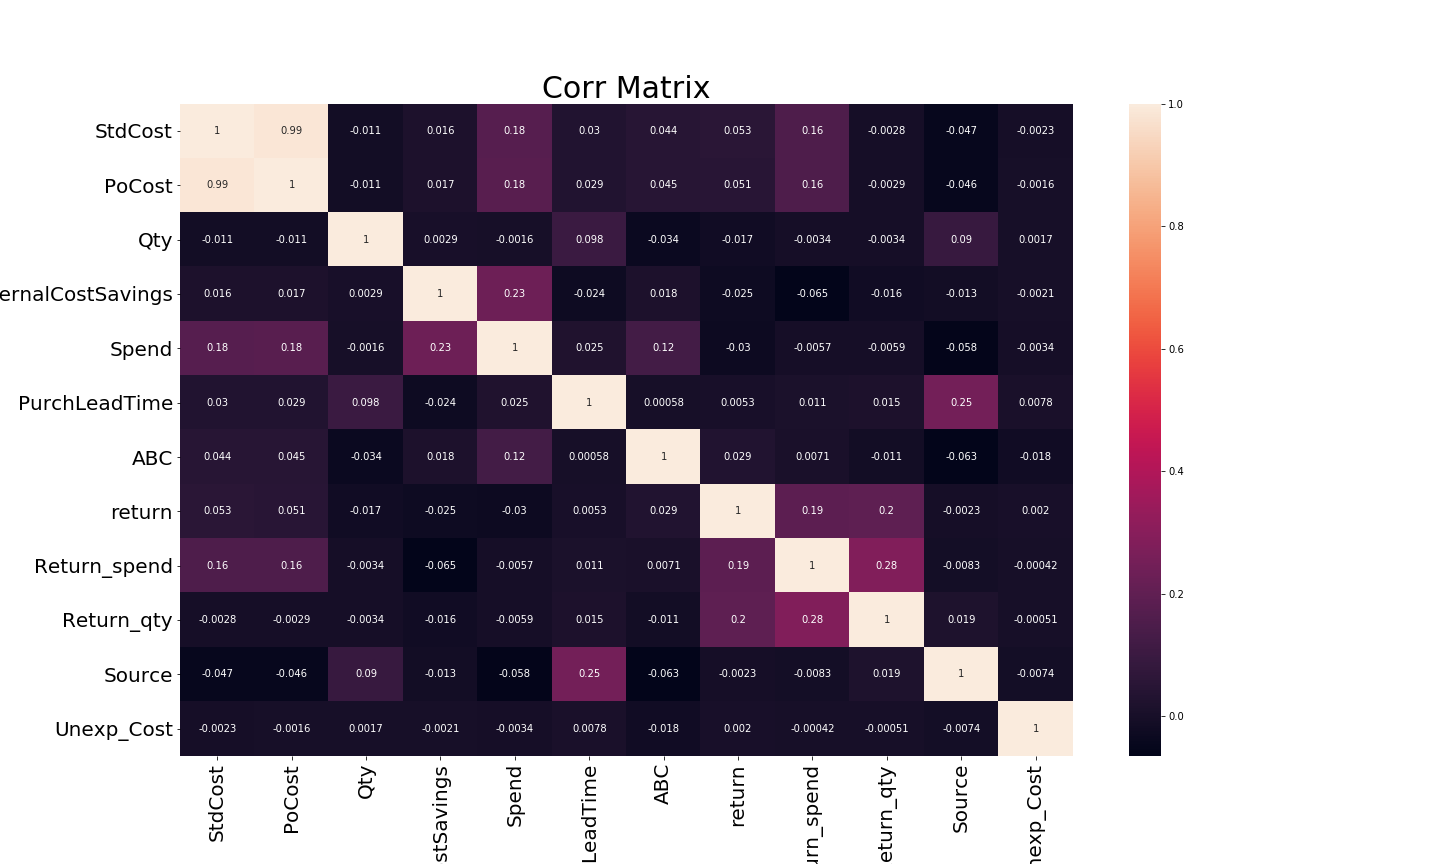 Corr Matrix
StdCost 1 0.99 -0.011 0.016 0.18 0.03 0.044 0.053 0.16 -0.0028 -0.047 -0.0023
PoCost 0.99 1 -0.011 0.017 0.18 0.029 0.045 0.051 0.16 -0.0029 -0.046 -0.0016
Qty -0.011 -0.011 1 0.0029 -0.0016 0.098 -0.034 -0.017 -0.0034 -0.0034 0.09 0.0017
ernalCostSavings 0.016 0.017 0.0029 1 0.23 -0.024 0.018 -0.025 -0.065 -0.016 -0.013 -0.0021
Spend 0.18 0.18 -0.0016 0.23 1 0.025 0.12 -0.03 -0.0057 -0.0059 -0.058 -0.0034
PurchLeadTime 0.03 0.029 0.098 -0.024 0.025 1 0.00058 0.0053 0.011 0.015 0.25 0.0078
ABC 0.044 0.045 -0.034 0.018 0.12 0.00058 1 0.029 0.0071 -0.011 -0.063 -0.018
return 0.053 0.051 -0.017 -0.025 -0.03 0.0053 0.029 1 0.19 0.2 -0.0023 0.002
Return_spend 0.16 0.16 -0.0034 -0.065 -0.0057 0.011 0.0071 0.19 1 0.28 -0.0083 -0.00042
Return_qty -0.0028 -0.0029 -0.0034 -0.016 -0.0059 0.015 -0.011 0.2 0.28 1 0.019 -0.00051
Source -0.047 -0.046 0.09 -0.013 -0.058 0.25 -0.063 -0.0023 -0.0083 0.019 1 -0.0074
Unexp_Cost -0.0023 -0.0016 0.0017 -0.0021 -0.0034 0.0078 -0.018 0.002 -0.00042 -0.00051 -0.0074 1
StdCost
PoCost
Qty
stSavings
Spend
LeadTime
ABC
return
urn_spend
eturn_qty
Source
nexp_Cost
1.0
0.8
0.6
0.4
0.2
0.0